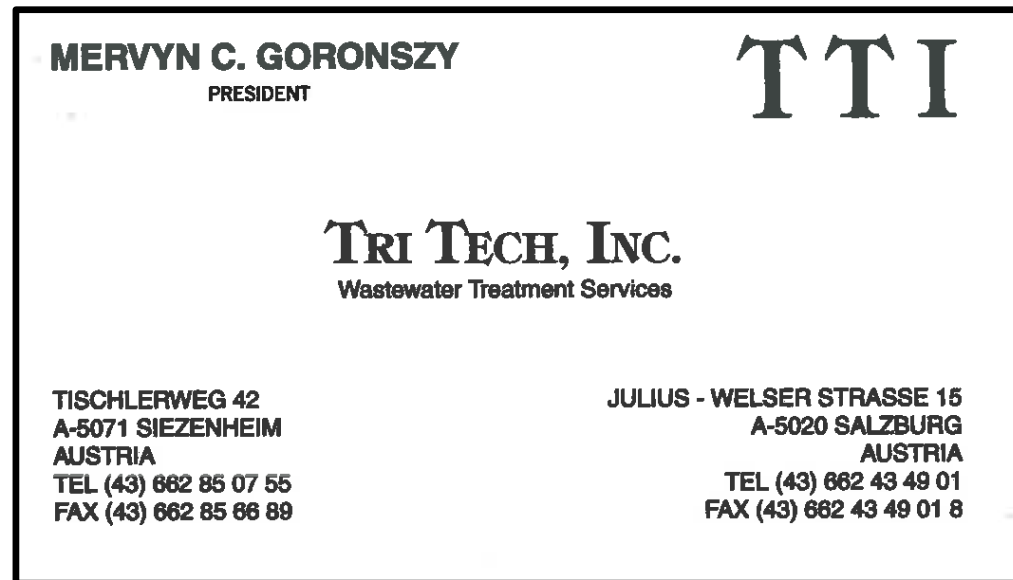 MERVYN C. GORONSZY
PRESIDENT
TTI
TRI TECH, INC.
Wastewater Treatment Services
TISCHLERWEG 42
A-5071 SIEZENHEIM
AUSTRIA
TEL (43) 662 85 07 55
FAX (43) 662 85 66 89
JULIUS - WELSER STRASSE 15
A-5020 SALZBURG
AUSTRIA
TEL (43) 662 43 49 01
FAX (43) 662 43 49 01 8